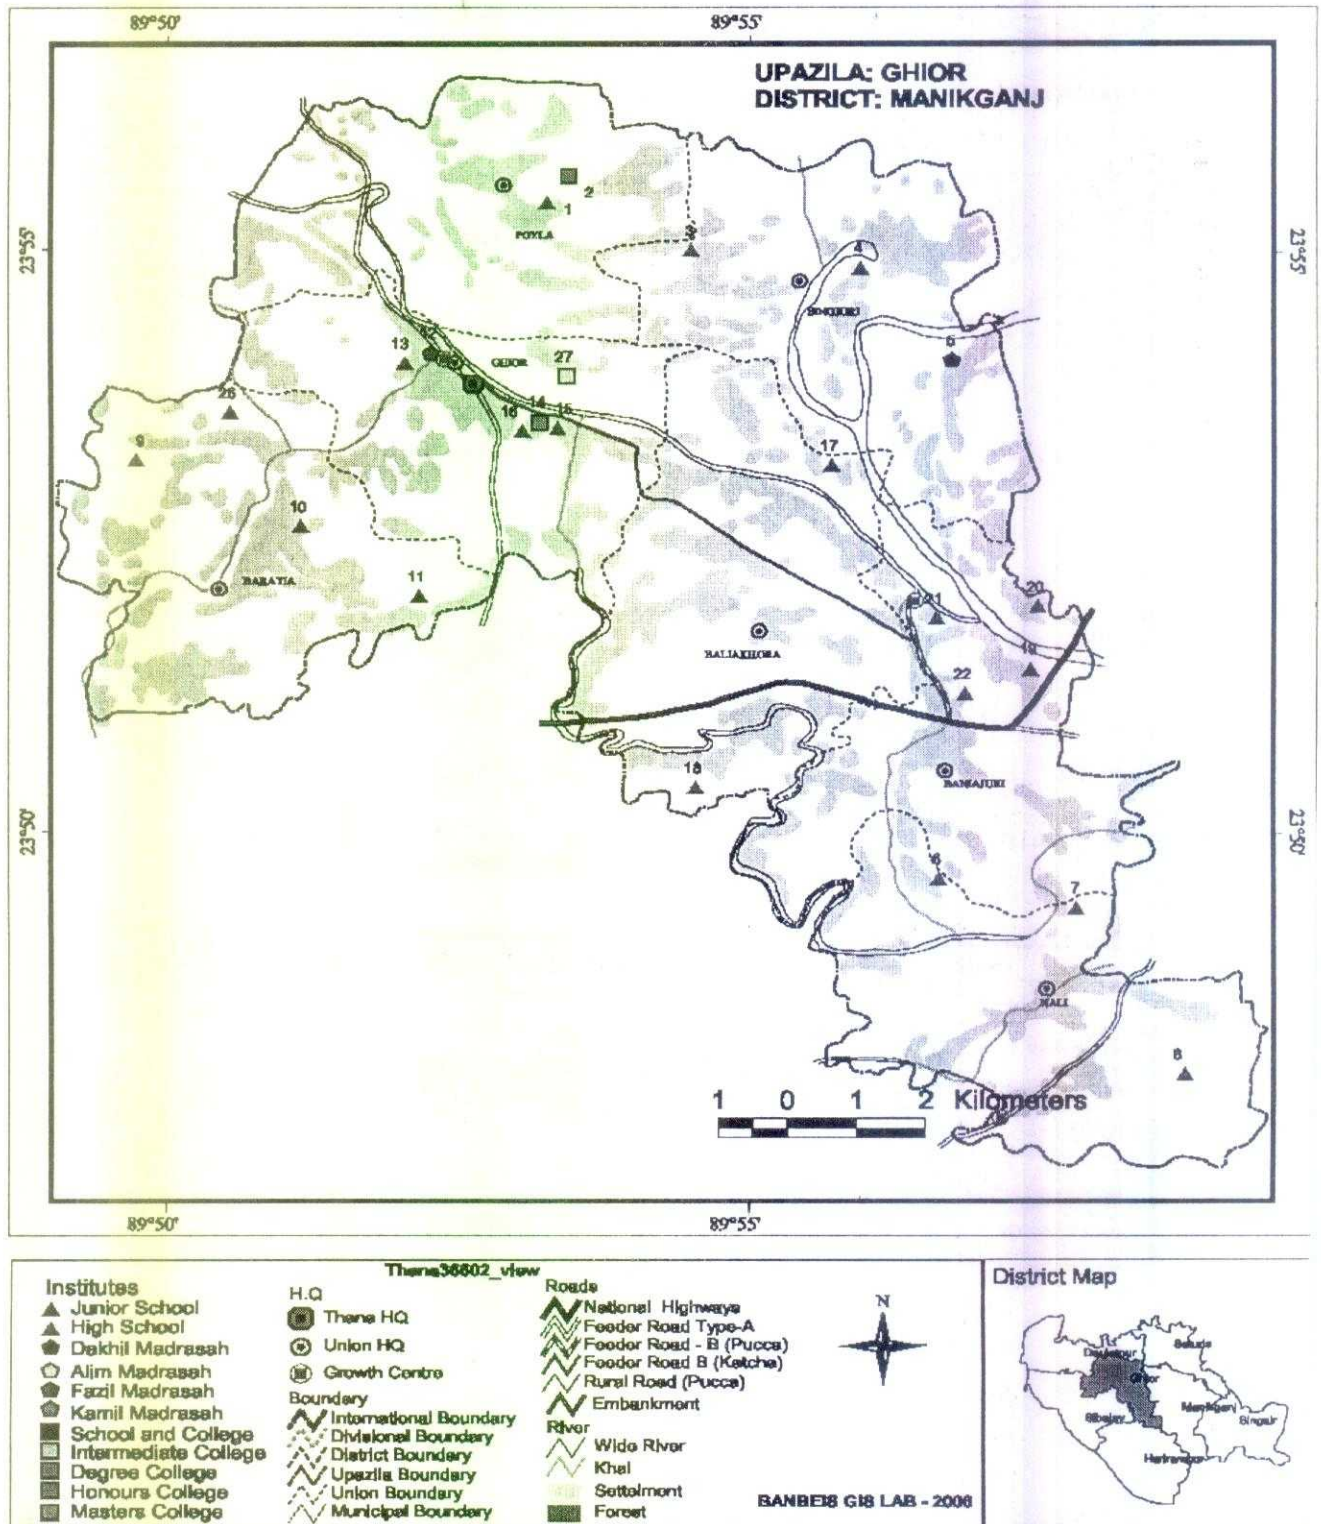 89°50'
89°55'
UPAZILA: GHIOR
DISTRICT: MANIKGANJ
2
1
POYLA
23°55'
23°55'
4
13
GHIOR
27
5
14
16
15
17
9
10
BARATIA
11
21
20
BALIAKHORA
19
22
18
BANIAJURI
23°50'
23°50'
6
7
NALI
8
1 0 1 2 Kilometers
89°50'
89°55'
Thana36602_view
Institutes
Junior School
High School
Dakhil Madrasah
Alim Madrasah
Fazil Madrasah
Kamil Madrasah
School and College
Intermediate College
Degree College
Honours College
Masters College
H.Q
Thana HQ
Union HQ
Growth Centre
Boundary
International Boundary
Divisional Boundary
District Boundary
Upazila Boundary
Union Boundary
Municipal Boundary
Roads
National Highways
Feeder Road Type-A
Feeder Road - B (Pucca)
Feeder Road B (Katcha)
Rural Road (Pucca)
Embankment
River
Wide River
Khal
Settelment
Forest
N
BANBEIS GIS LAB - 2006
District Map
Daulatpur
Saturia
Ghior
Shibalay
Manikganj
Singair
Harirampur